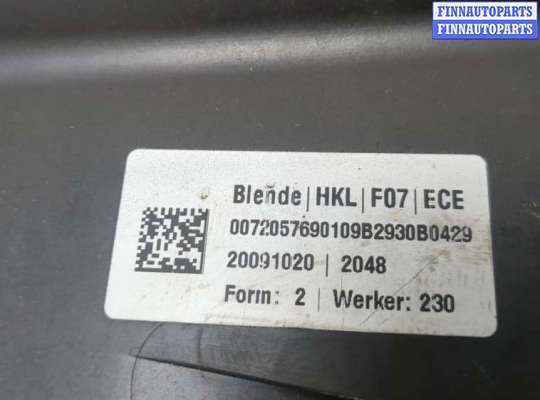 FINNAUTOPARTS
FINNAUTOPARTS
Blende | HKL | F07 | ECE
0072057690109B2930B0429
20091020 | 2048
Form: 2 | Werker: 230